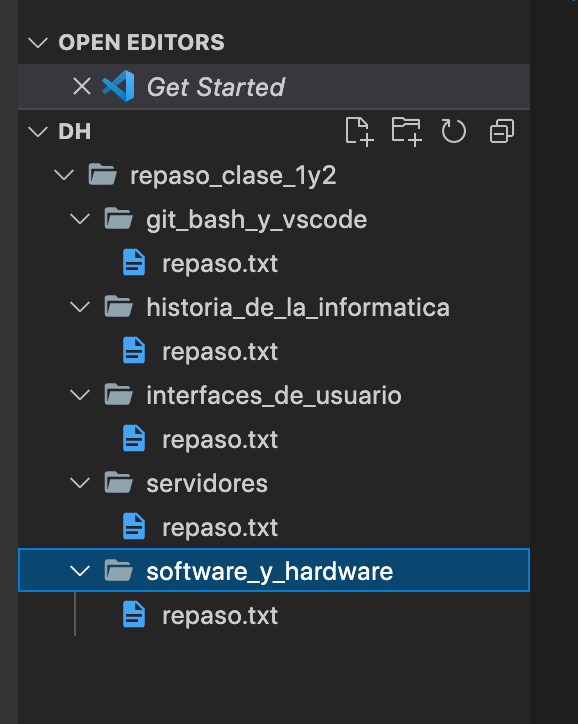 OPEN EDITORS
Get Started
DH
repaso_clase_1y2
git_bash_y_vscode
repaso.txt
historia_de_la_informatica
repaso.txt
interfaces_de_usuario
repaso.txt
servidores
repaso.txt
software_y_hardware
repaso.txt